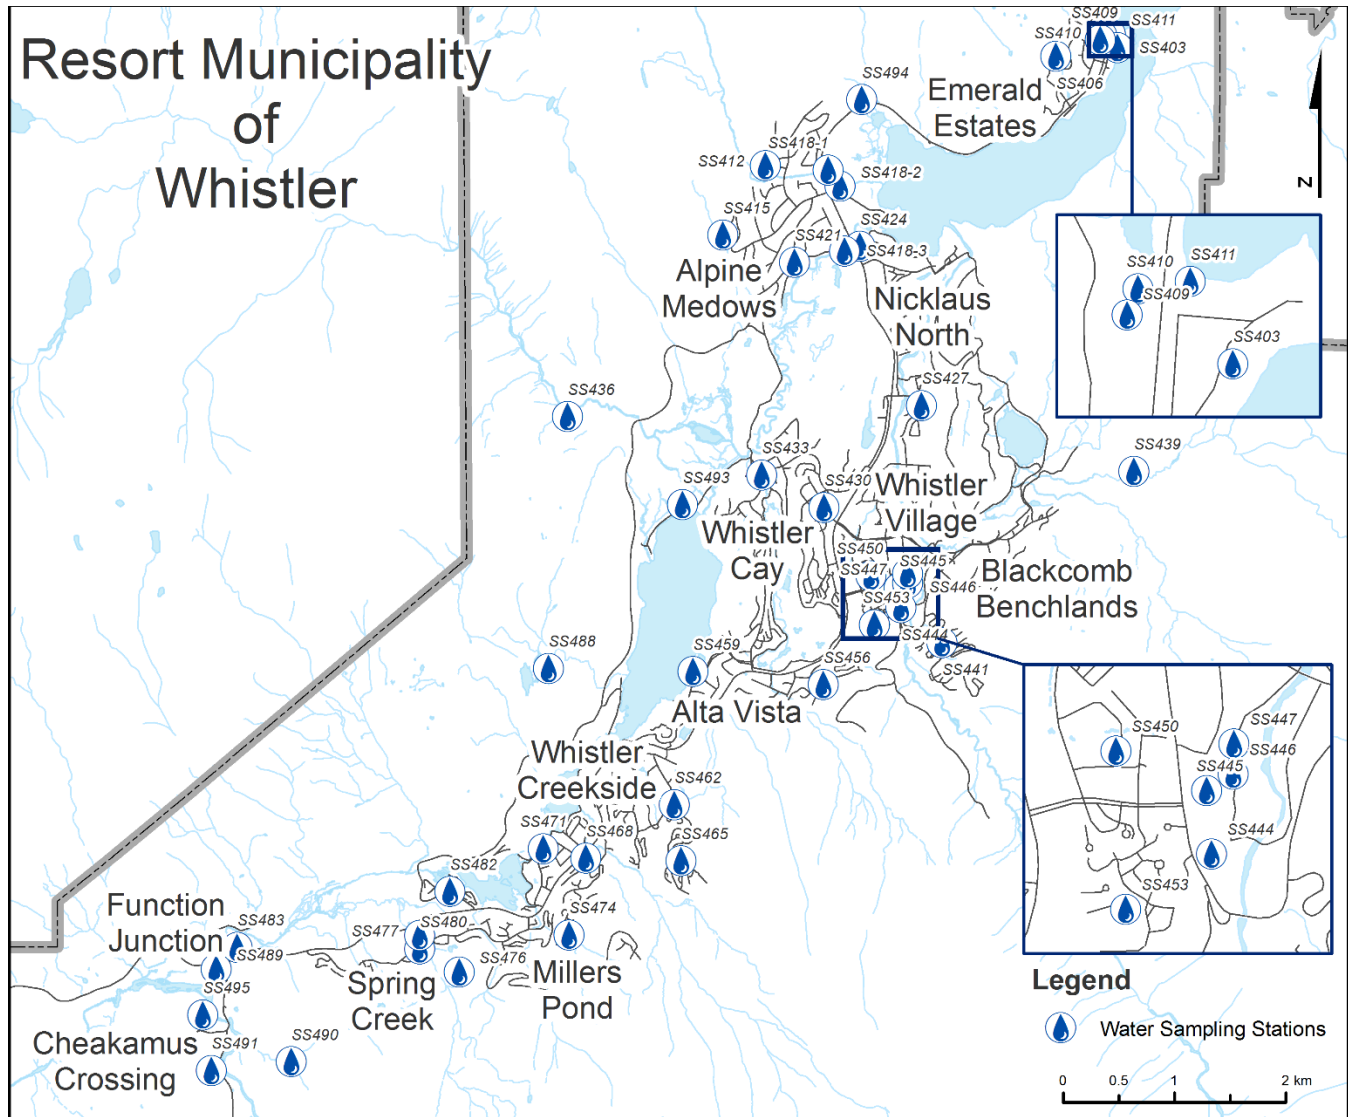 Resort Municipality
of
Whistler
SS409
SS411
SS410
SS403
SS406
SS494
Emerald
Estates
SS418-1
SS412
SS418-2
SS415
SS424
SS421
SS418-3
Alpine
Medows
Nicklaus
North
N
SS410
SS411
SS409
SS403
SS427
SS436
SS439
SS433
SS493
SS430
Whistler
Village
Whistler
Cay
SS450
SS445
SS447
SS446
SS453
SS444
SS441
Blackcomb
Benchlands
SS488
SS459
SS456
Alta Vista
Whistler
Creekside
SS462
SS471
SS468
SS465
SS482
SS450
SS447
SS446
SS445
SS444
SS453
Function
Junction
SS483
SS489
SS477
SS480
SS474
SS476
Spring
Creek
Millers
Pond
SS495
SS490
SS491
Cheakamus
Crossing
Legend
Water Sampling Stations
0 0.5 1 2 km